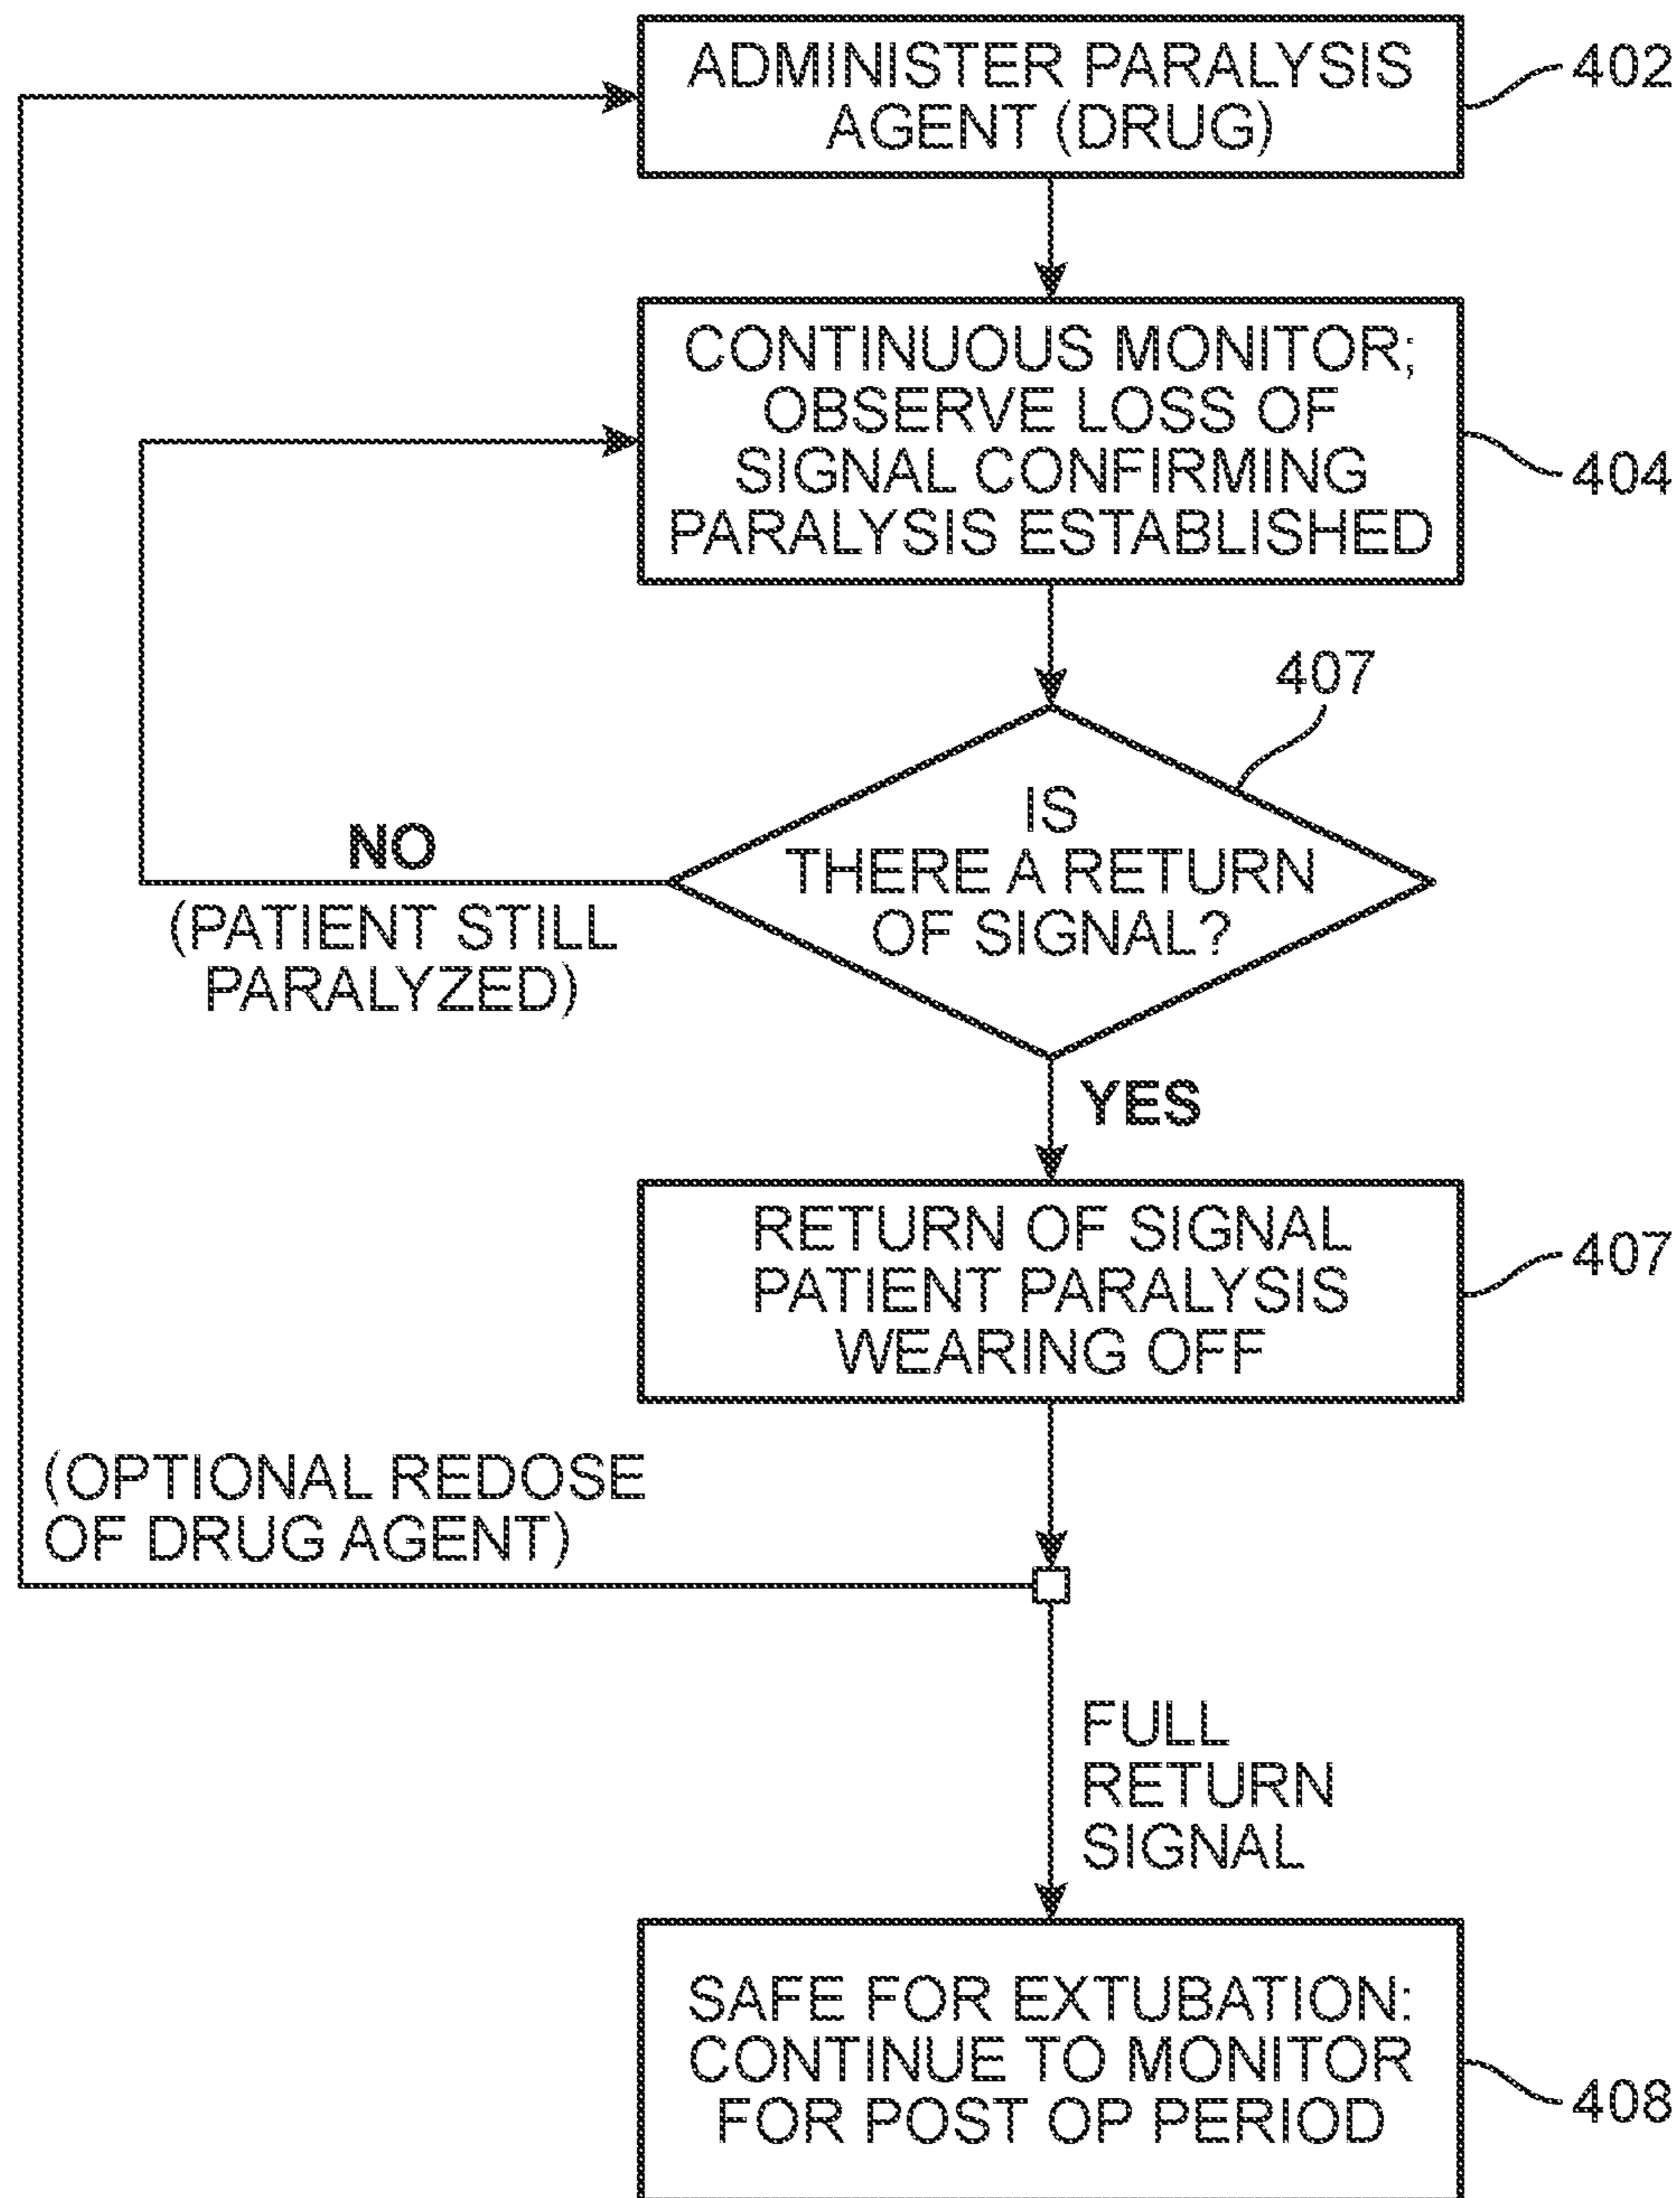 ADMINISTER PARALYSIS
AGENT (DRUG)
402
CONTINUOUS MONITOR;
OBSERVE LOSS OF
SIGNAL CONFIRMING
PARALYSIS ESTABLISHED
404
407
IS
THERE A RETURN
OF SIGNAL?
NO
(PATIENT STILL
PARALYZED)
YES
RETURN OF SIGNAL
PATIENT PARALYSIS
WEARING OFF
407
(OPTIONAL REDOSE
OF DRUG AGENT)
FULL
RETURN
SIGNAL
SAFE FOR EXTUBATION:
CONTINUE TO MONITOR
FOR POST OP PERIOD
408